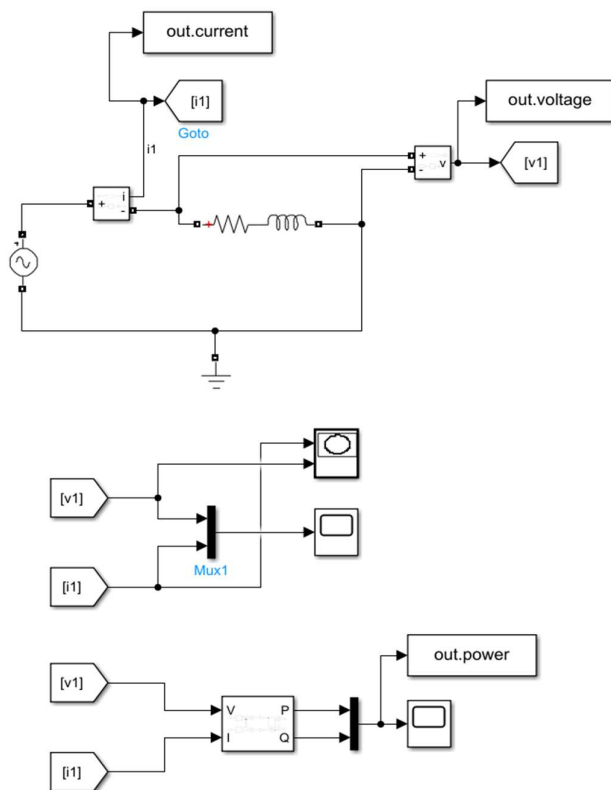 out.current
[i1]
Goto
i1
out.voltage
+
-
v
[v1]
+
i
-
+
[v1]
[i1]
Mux1
[v1]
[i1]
V
I
P
Q
out.power